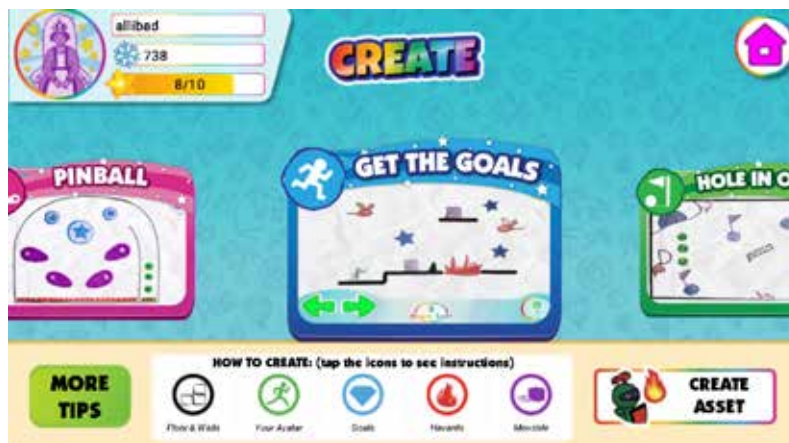 allibed
738
8/10
CREATE
PINBALL
GET THE GOALS
HOLE IN O
MORE
TIPS
HOW TO CREATE: (tap the icons to see instructions)
Floor & Walls
Your Avatar
Goals
Hazards
Movable
CREATE
ASSET